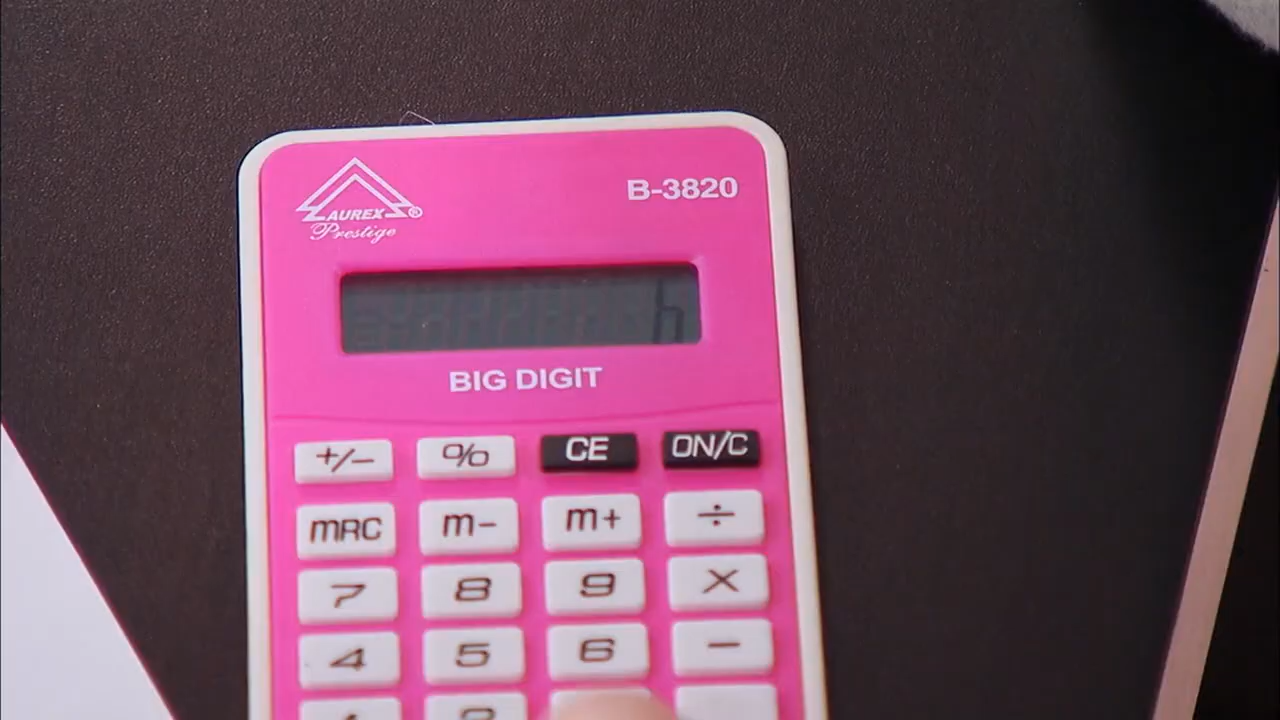 AUREX®
Prestige
B-3820
BIG DIGIT
+/- % CE ON/C
MRC m- m+ ÷
7 8 9 X
4 5 6 -